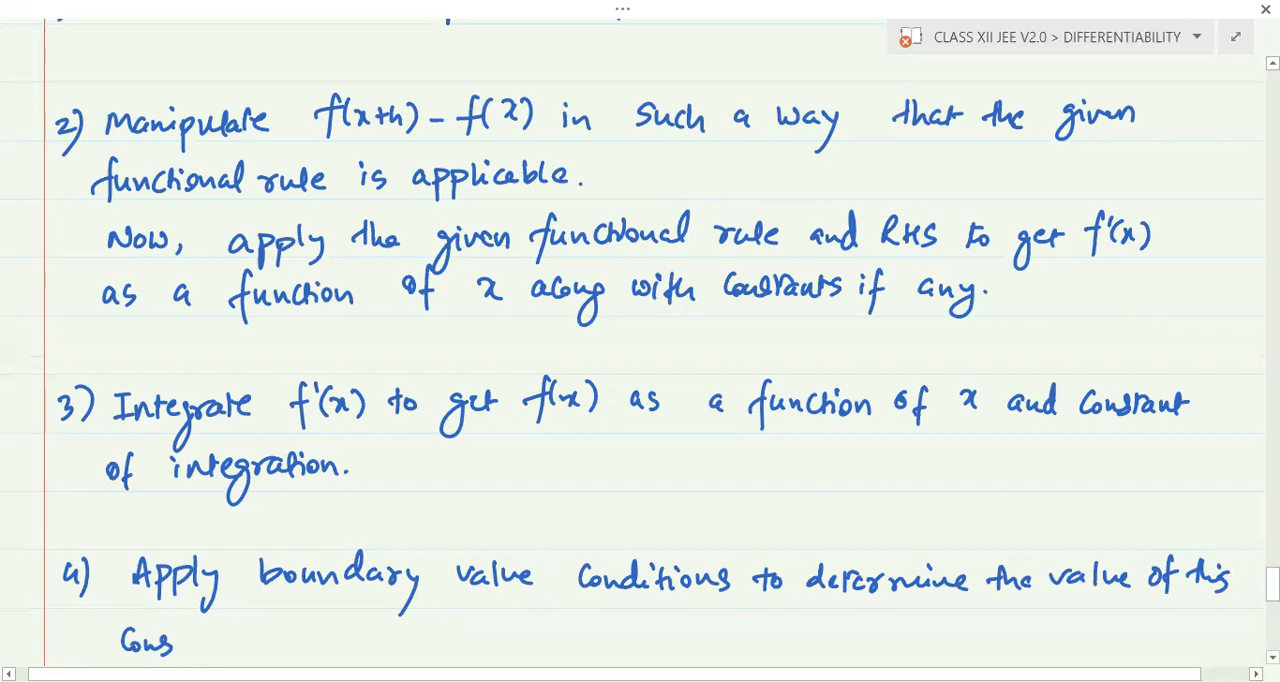 CLASS XII JEE V2.0 > DIFFERENTIABILITY
2) Manipulate f(x+h) - f(x) in such a way that the given
functional rule is applicable.
Now, apply the given functional rule and RHS to get f'(x)
as a function of x along with constants if any.
3) Integrate f'(x) to get f(x) as a function of x and constant
of integration.
4) Apply boundary value conditions to determine the value of this
Cons